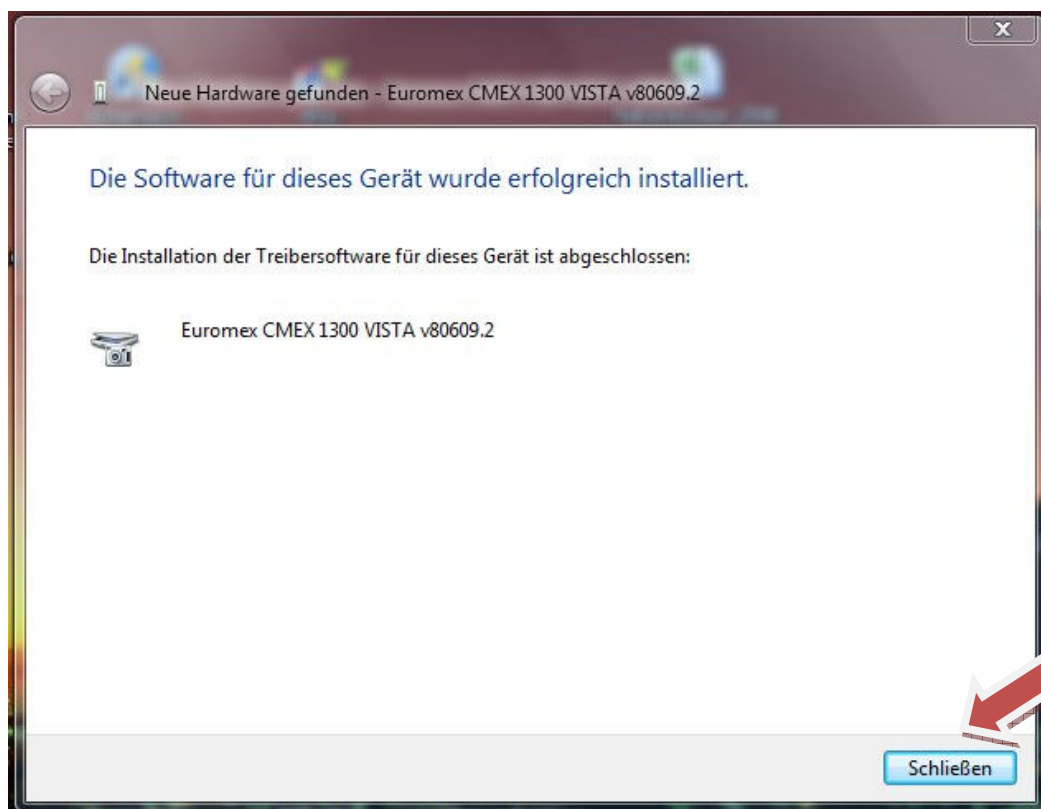 Neue Hardware gefunden - Euromex CMEX 1300 VISTA v80609.2
Die Software für dieses Gerät wurde erfolgreich installiert.
Die Installation der Treibersoftware für dieses Gerät ist abgeschlossen:
Euromex CMEX 1300 VISTA v80609.2
Schließen